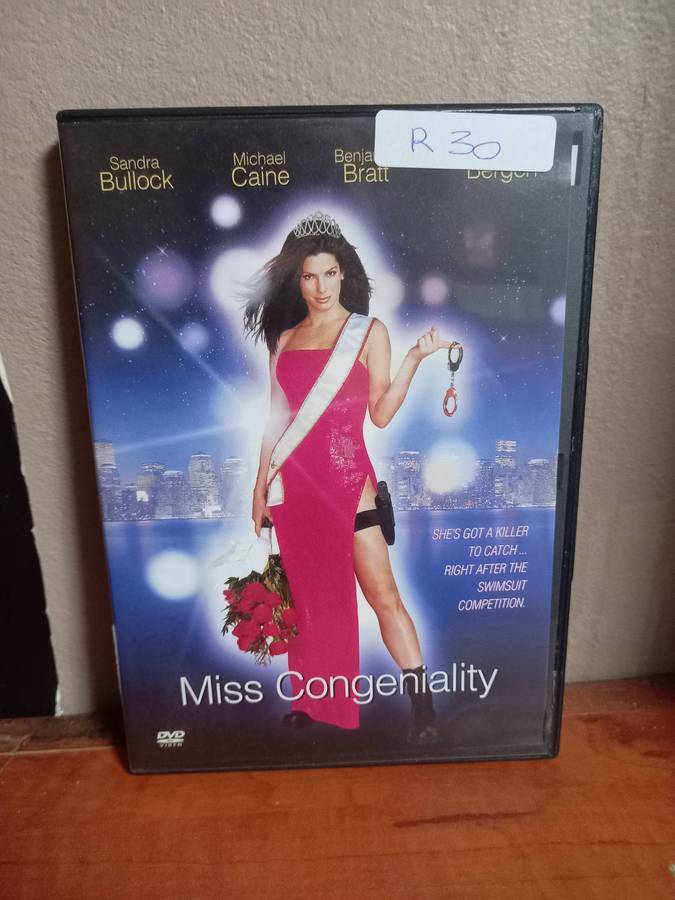 R 30
Sandra
Bullock
Michael
Caine
Bratt
SHE'S GOT A KILLER
TO CATCH ...
RIGHT AFTER THE
SWIMSUIT
COMPETITION.
Miss Congeniality
DVD
VIDEO